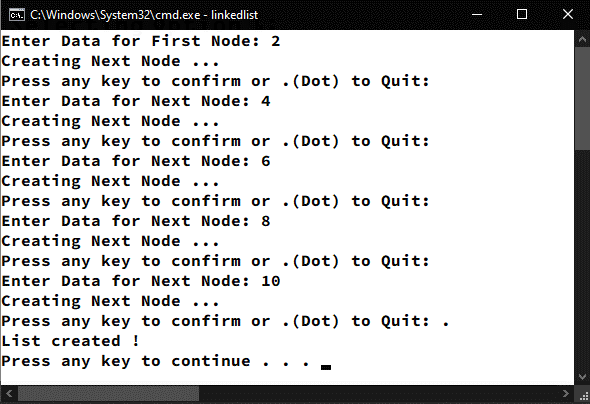 C:\Windows\System32\cmd.exe - linkedlist
Enter Data for First Node: 2
Creating Next Node ...
Press any key to confirm or .(Dot) to Quit:
Enter Data for Next Node: 4
Creating Next Node ...
Press any key to confirm or .(Dot) to Quit:
Enter Data for Next Node: 6
Creating Next Node ...
Press any key to confirm or .(Dot) to Quit:
Enter Data for Next Node: 8
Creating Next Node ...
Press any key to confirm or .(Dot) to Quit:
Enter Data for Next Node: 10
Creating Next Node ...
Press any key to confirm or .(Dot) to Quit: .
List created !
Press any key to continue . . .